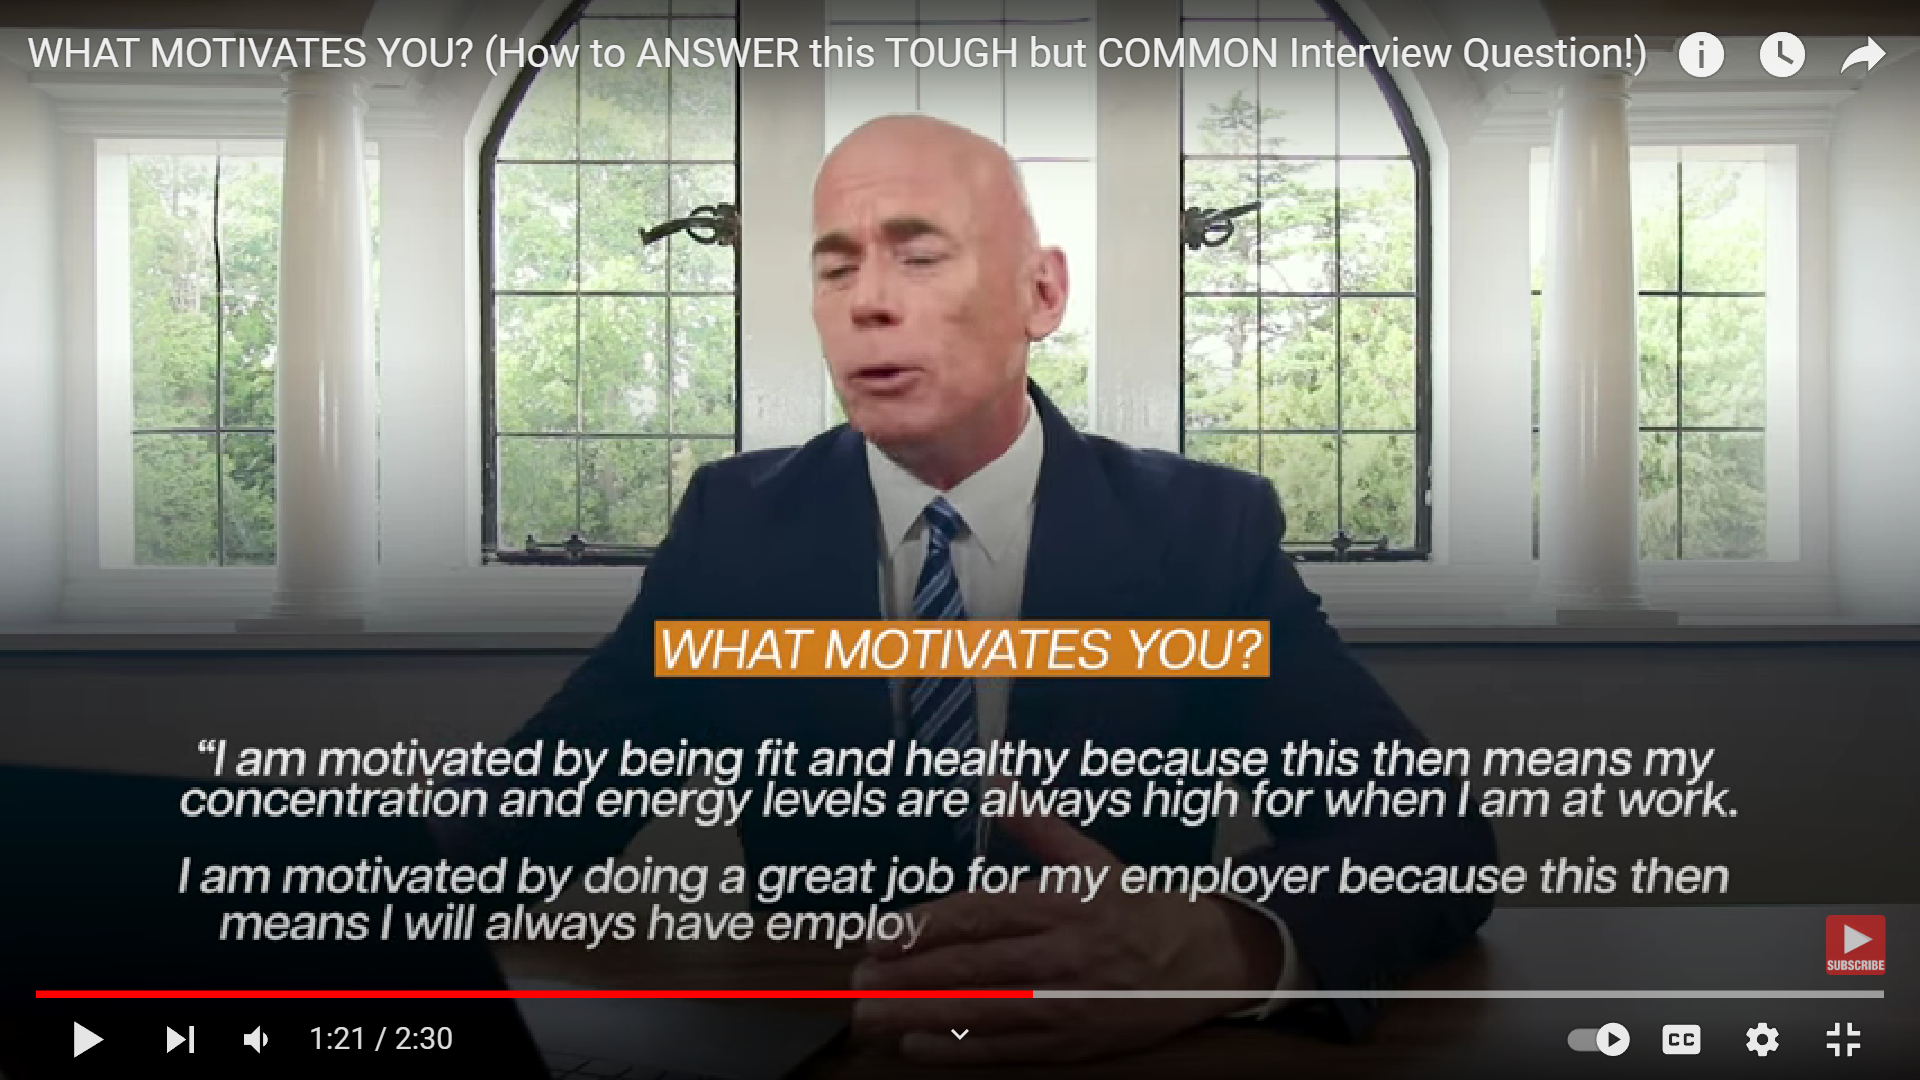 WHAT MOTIVATES YOU? (How to ANSWER this TOUGH but COMMON Interview Question!)
WHAT MOTIVATES YOU?
“I am motivated by being fit and healthy because this then means my
concentration and energy levels are always high for when I am at work.
I am motivated by doing a great job for my employer because this then
means I will always have employ
SUBSCRIBE
1:21 / 2:30
CC